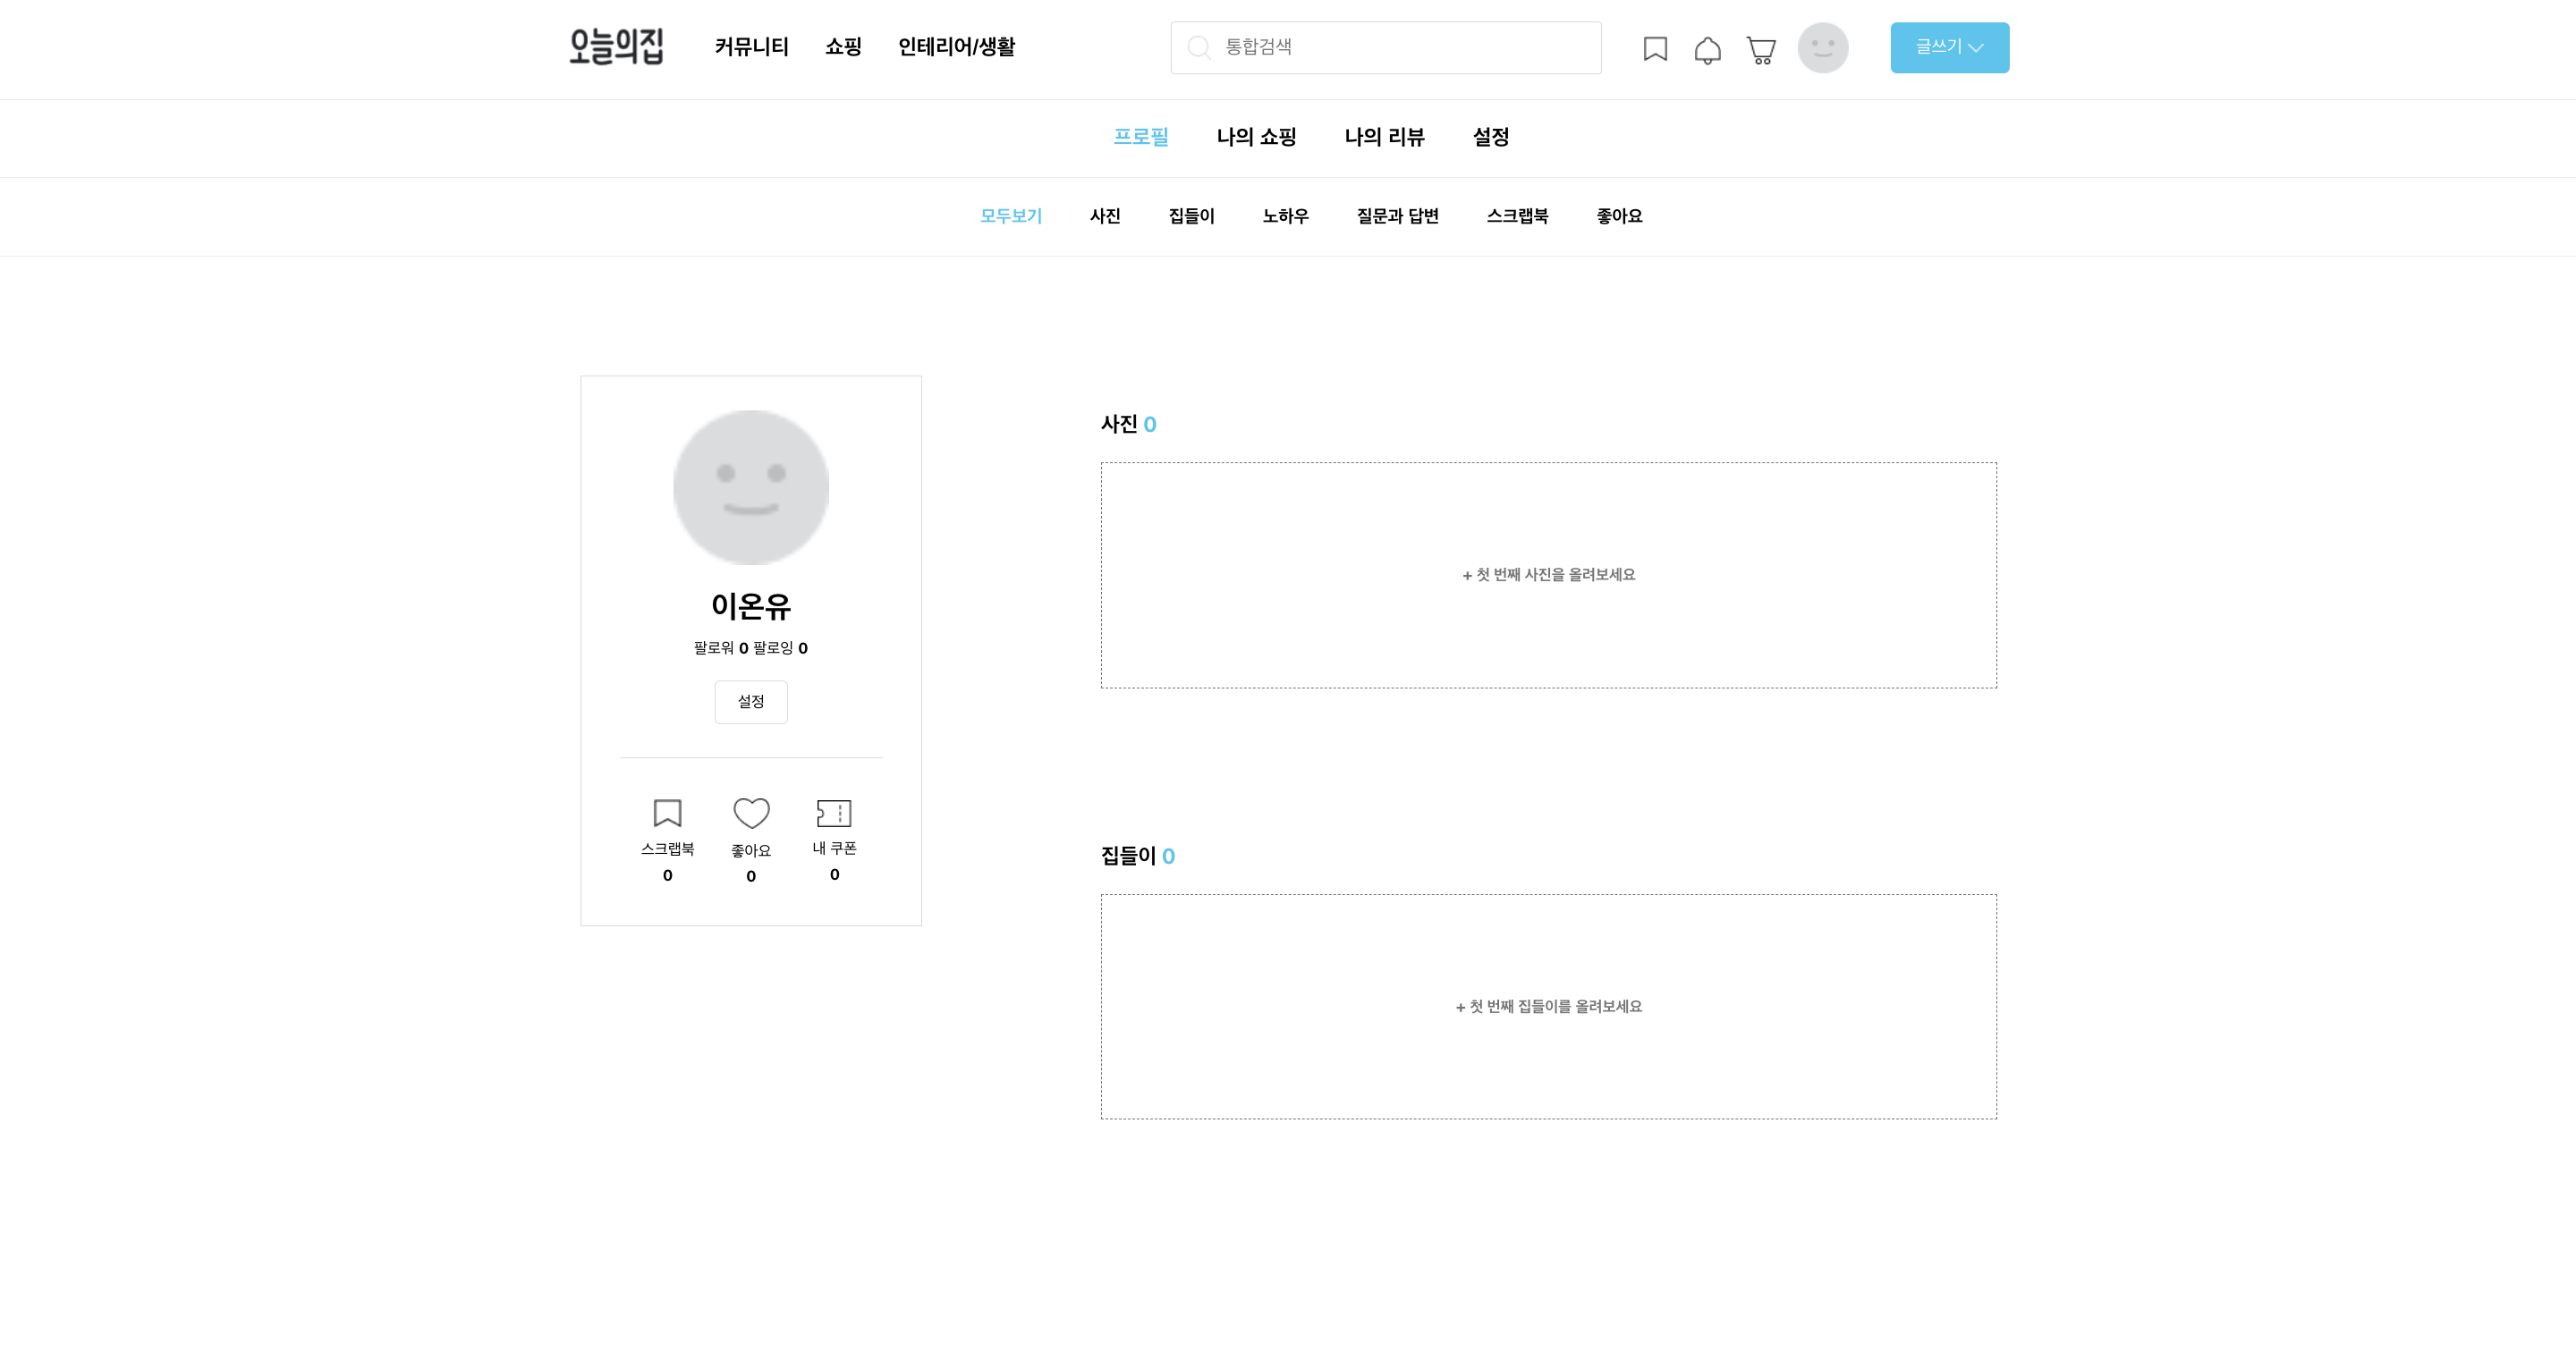 오늘의집 커뮤니티 쇼핑 인테리어/생활 통합검색 글쓰기
프로필 나의 쇼핑 나의 리뷰 설정
모두보기 사진 집들이 노하우 질문과 답변 스크랩북 좋아요
이온유
팔로워 0 팔로잉 0
설정
스크랩북 좋아요 내 쿠폰
0 0 0
사진 0
+ 첫 번째 사진을 올려보세요
집들이 0
+ 첫 번째 집들이를 올려보세요